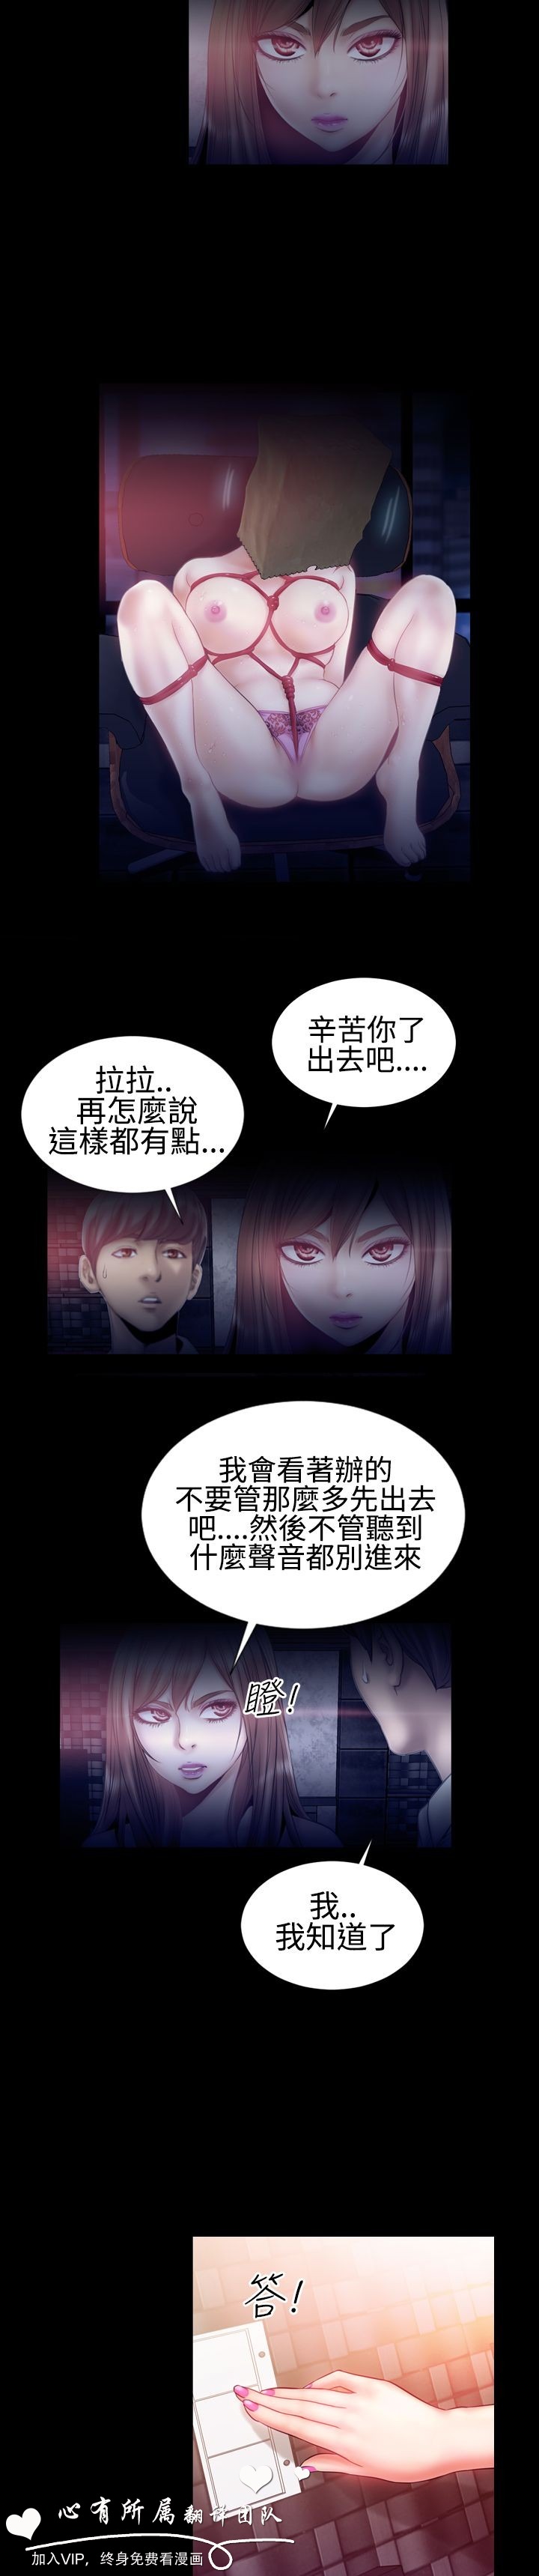 辛苦你了
出去吧....
拉拉..
再怎麼說
這樣都有點...
我會看著辦的
不要管那麼多先出去
吧....然後不管聽到
什麼聲音都別進來
瞪!
我..
我知道了
答!
心有所属翻译团队
加入VIP，终身免费看漫画